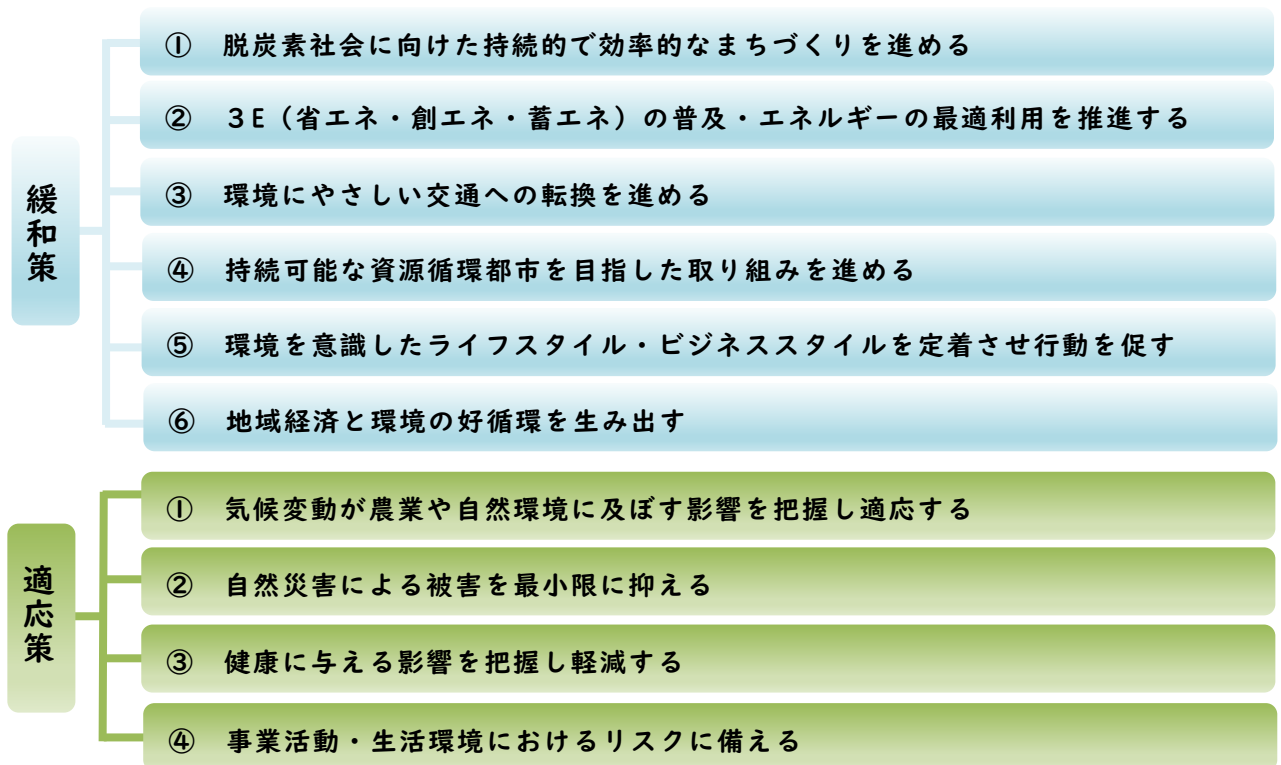 緩和策
① 脱炭素社会に向けた持続的で効率的なまちづくりを進める
② ３E（省エネ・創エネ・蓄エネ）の普及・エネルギーの最適利用を推進する
③ 環境にやさしい交通への転換を進める
④ 持続可能な資源循環都市を目指した取り組みを進める
⑤ 環境を意識したライフスタイル・ビジネススタイルを定着させ行動を促す
⑥ 地域経済と環境の好循環を生み出す
適応策
① 気候変動が農業や自然環境に及ぼす影響を把握し適応する
② 自然災害による被害を最小限に抑える
③ 健康に与える影響を把握し軽減する
④ 事業活動・生活環境におけるリスクに備える